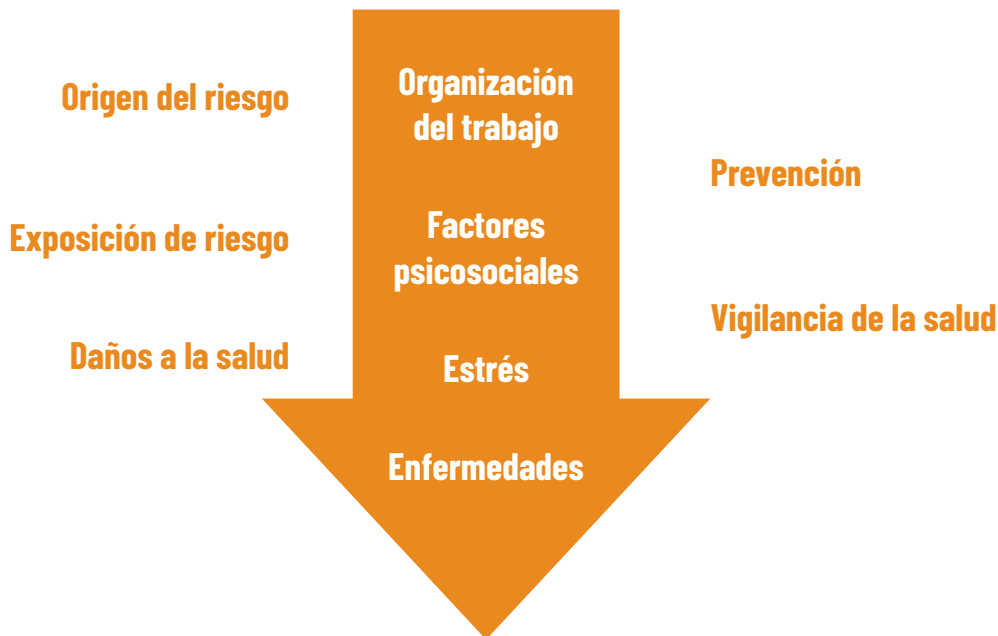 Origen del riesgo
Exposición de riesgo
Daños a la salud
Organización
del trabajo
Factores
psicosociales
Estrés
Enfermedades
Prevención
Vigilancia de la salud